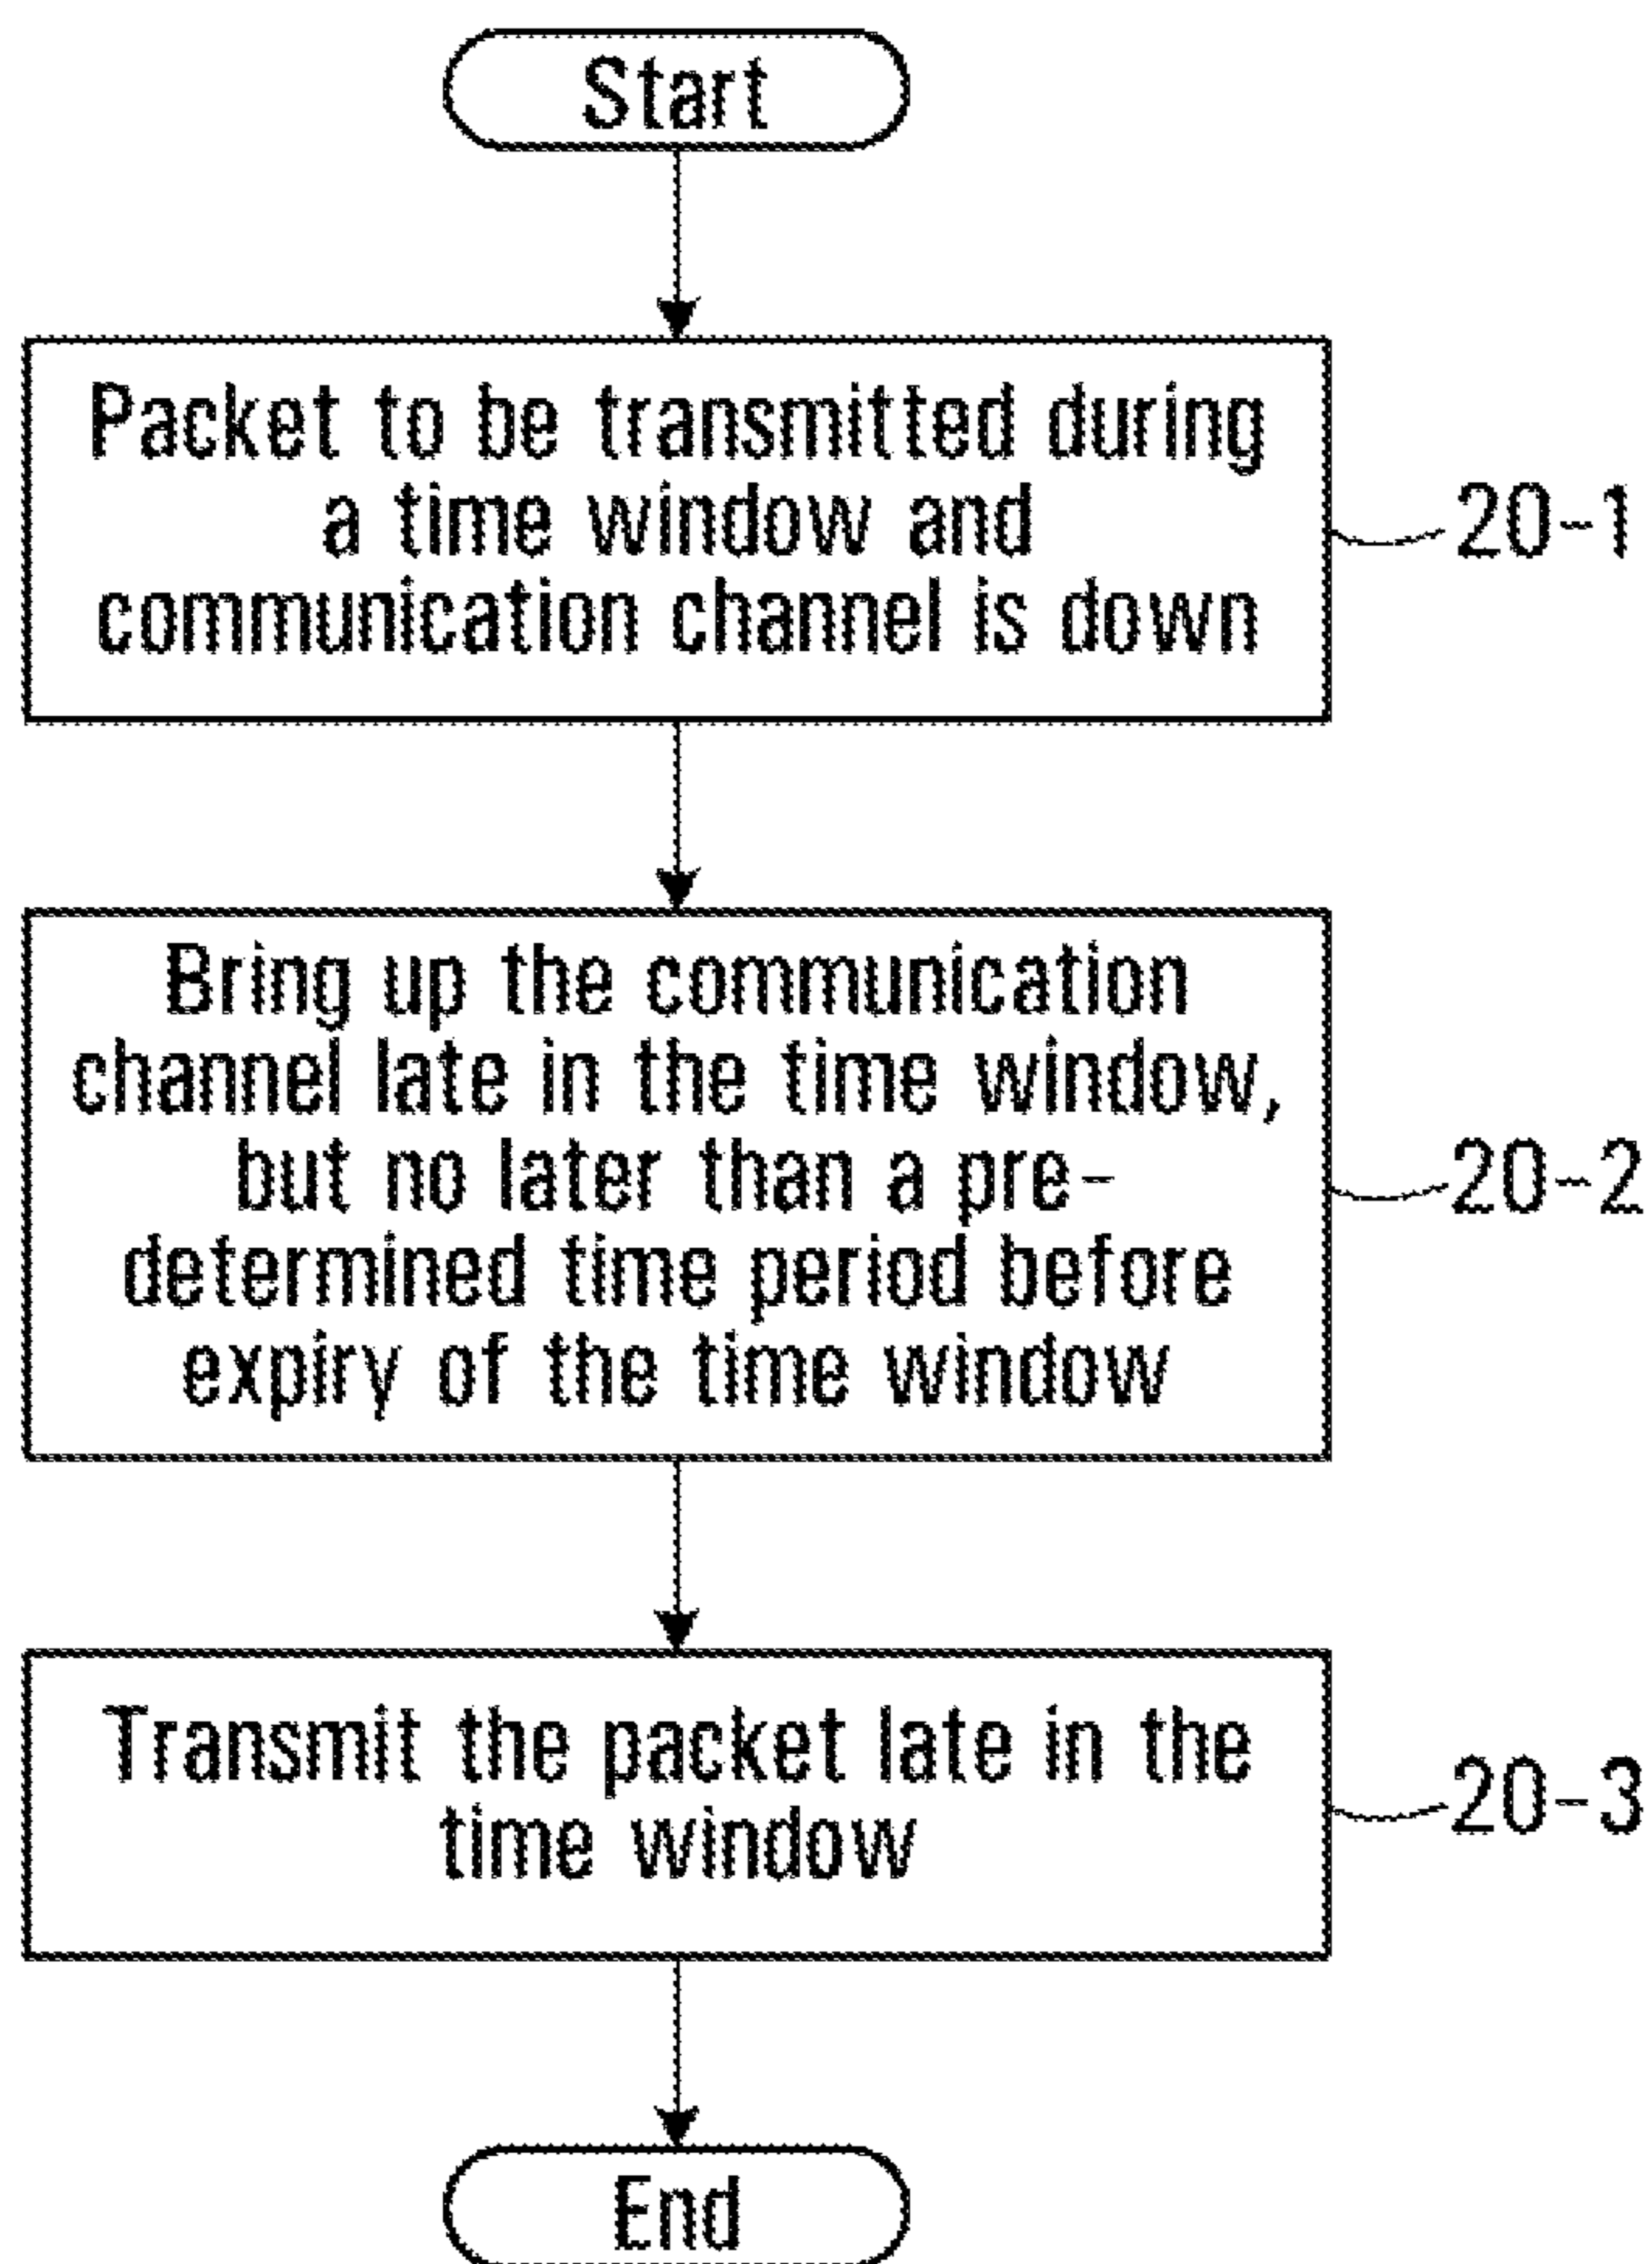 Start
Packet to be transmitted during
a time window and
communication channel is down
20-1
Bring up the communication
channel late in the time window,
but no later than a pre-
determined time period before
expiry of the time window
20-2
Transmit the packet late in the
time window
20-3
End